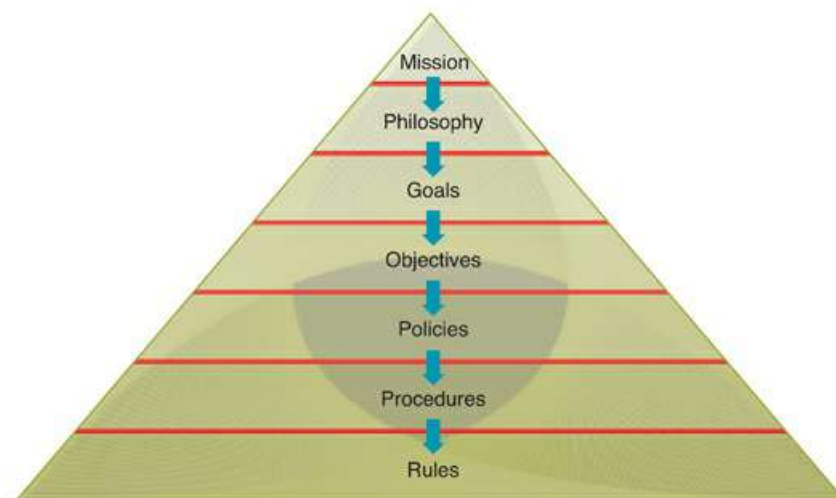 Mission
Philosophy
Goals
Objectives
Policies
Procedures
Rules